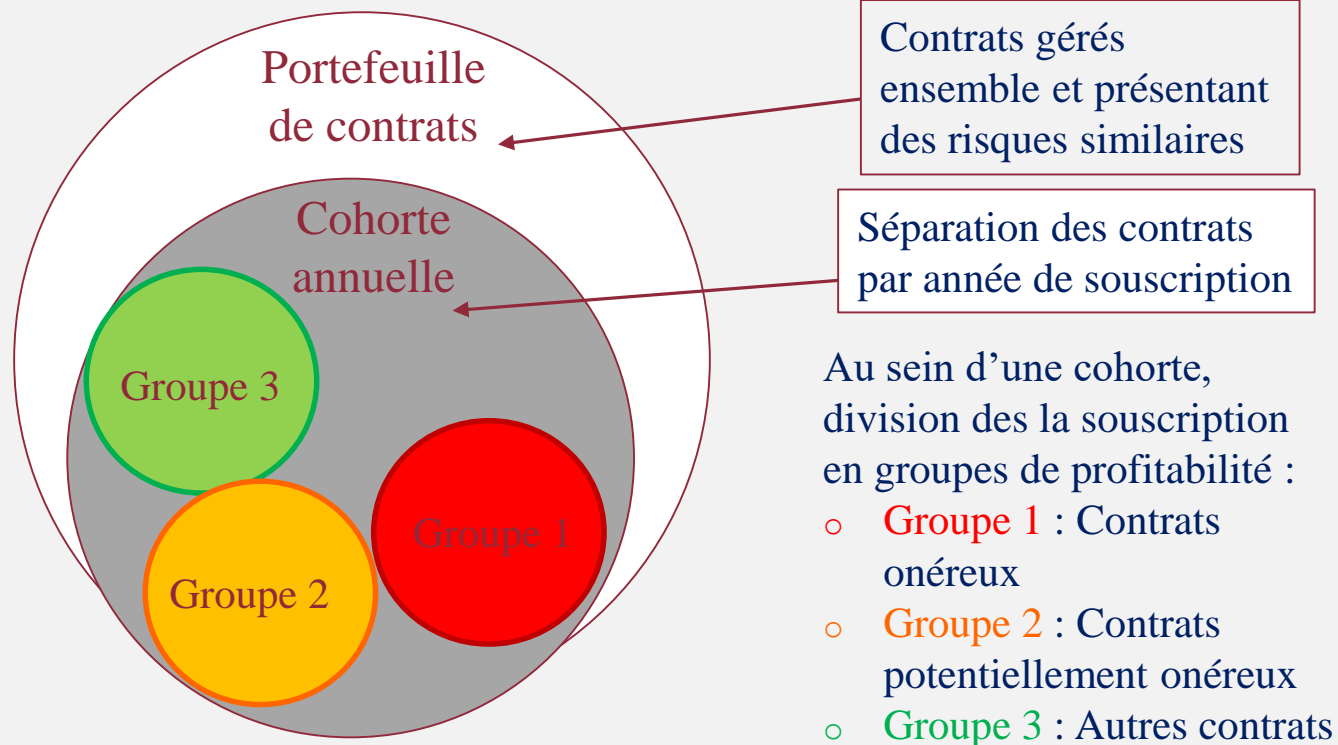 Portefeuille
de contrats
Contrats gérés
ensemble et présentant
des risques similaires
Cohorte
annuelle
Séparation des contrats
par année de souscription
Groupe 3
Groupe 1
Groupe 2
Au sein d’une cohorte,
division des la souscription
en groupes de profitabilité :
o Groupe 1 : Contrats
onéreux
o Groupe 2 : Contrats
potentiellement onéreux
o Groupe 3 : Autres contrats